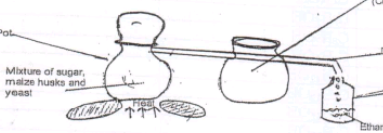 Pot
Mixture of sugar,
maize husks and
yeast
Heat
Ethan